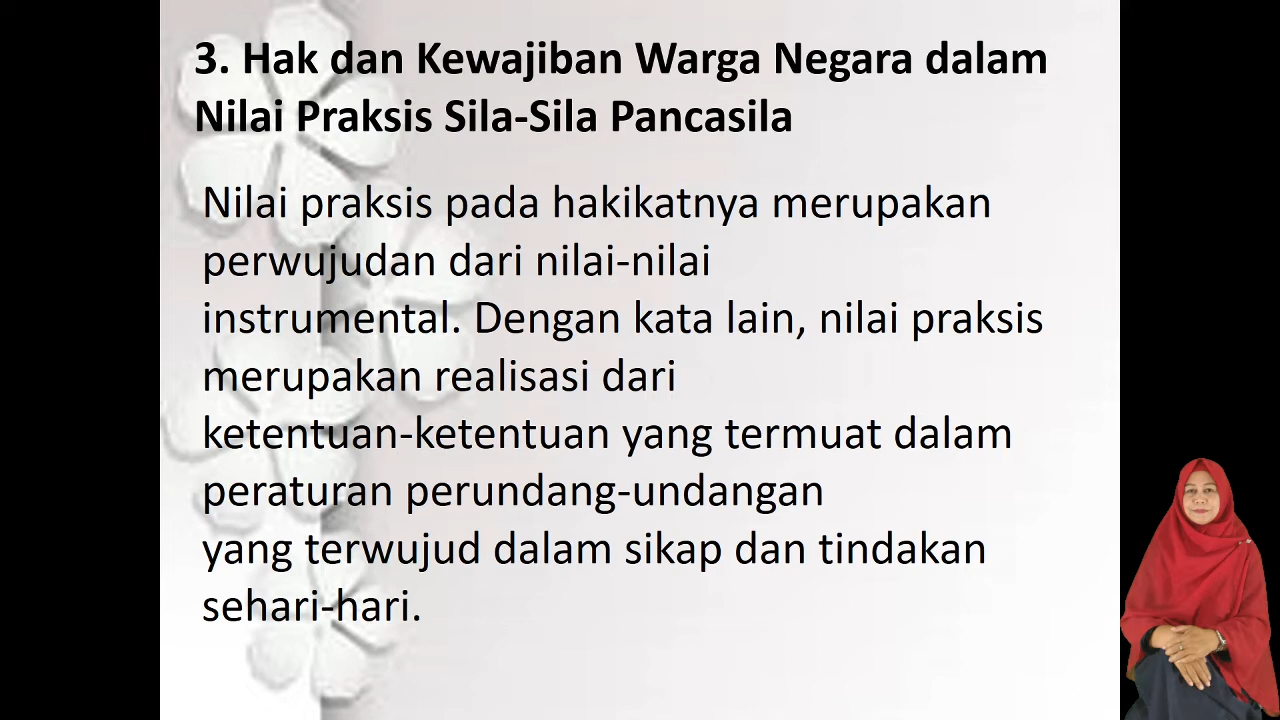 3. Hak dan Kewajiban Warga Negara dalam
Nilai Praksis Sila-Sila Pancasila
Nilai praksis pada hakikatnya merupakan
perwujudan dari nilai-nilai
instrumental. Dengan kata lain, nilai praksis
merupakan realisasi dari
ketentuan-ketentuan yang termuat dalam
peraturan perundang-undangan
yang terwujud dalam sikap dan tindakan
sehari-hari.